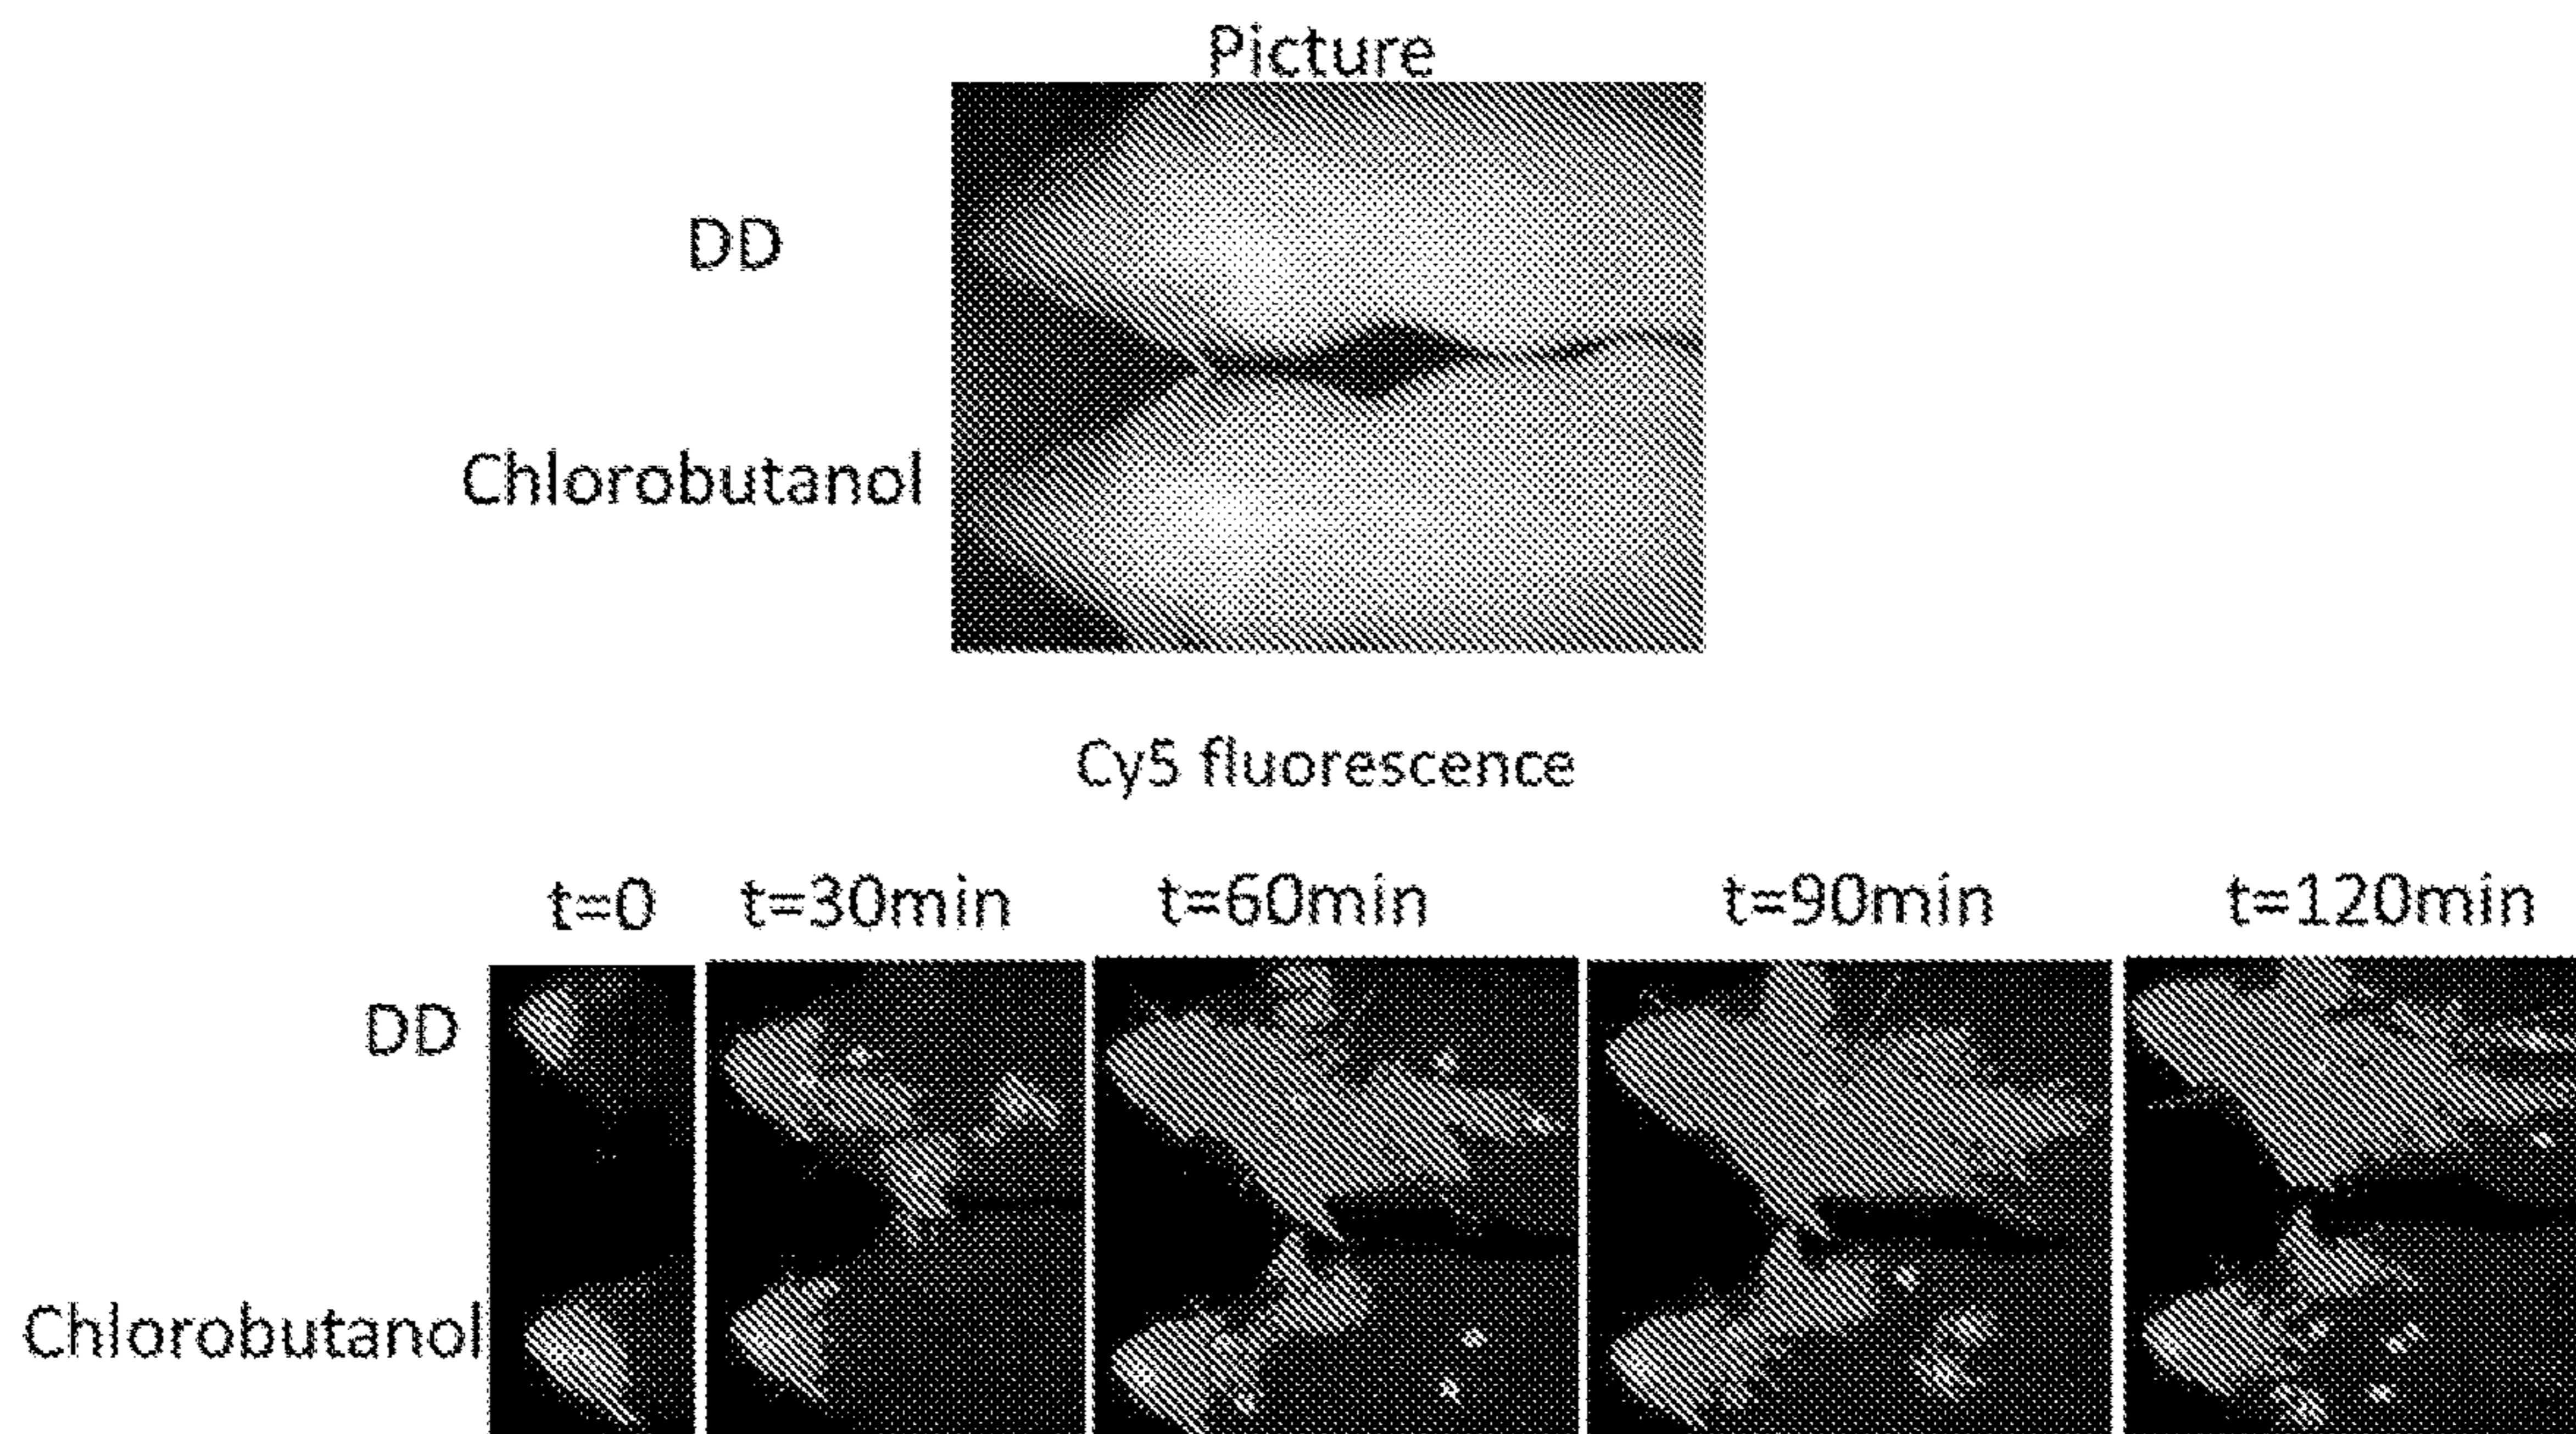 Picture
DD
Chlorobutanol
Cy5 fluorescence
t=0 t=30min t=60min t=90min t=120min
DD
Chlorobutanol